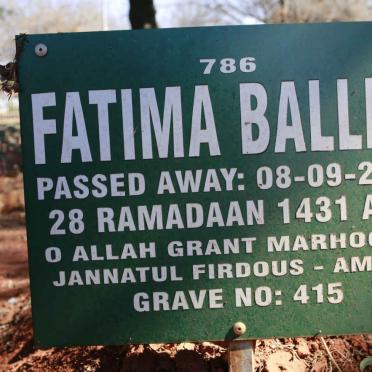 786
FATIMA BALL
PASSED AWAY: 08-09-2
28 RAMADAAN 1431 A
O ALLAH GRANT MARHOO
JANNATUL FIRDOUS - AM
GRAVE NO: 415